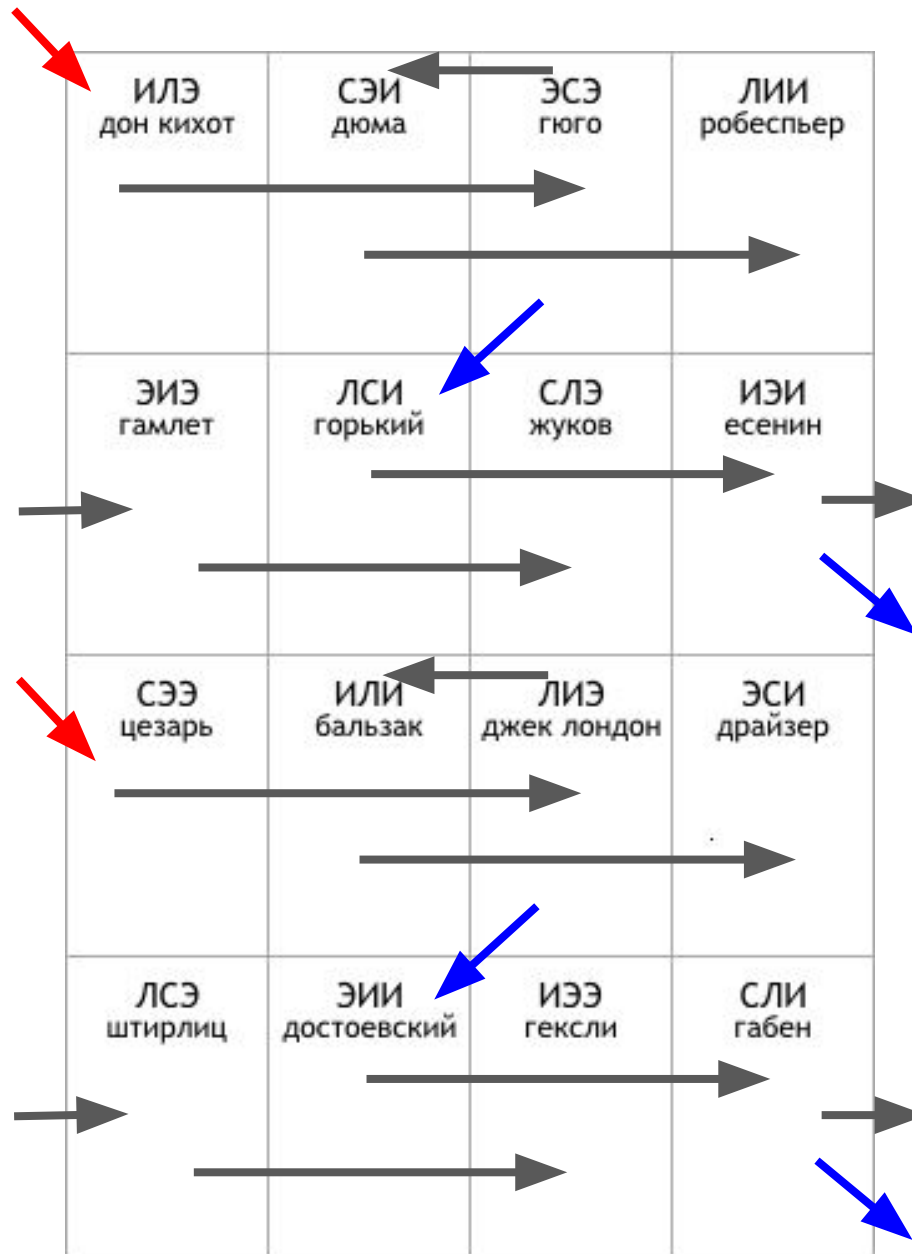 ИЛЭ
дон кихот
СЭИ
дюма
ЭСЭ
гюго
ЛИИ
робеспьер
ЭИЭ
гамлет
ЛСИ
горький
СЛЭ
жуков
ИЭИ
есенин
СЭЭ
цезарь
ИЛИ
бальзак
ЛИЭ
джек лондон
ЭСИ
драйзер
ЛСЭ
штирлиц
ЭИИ
достоевский
ИЭЭ
гексли
СЛИ
габен